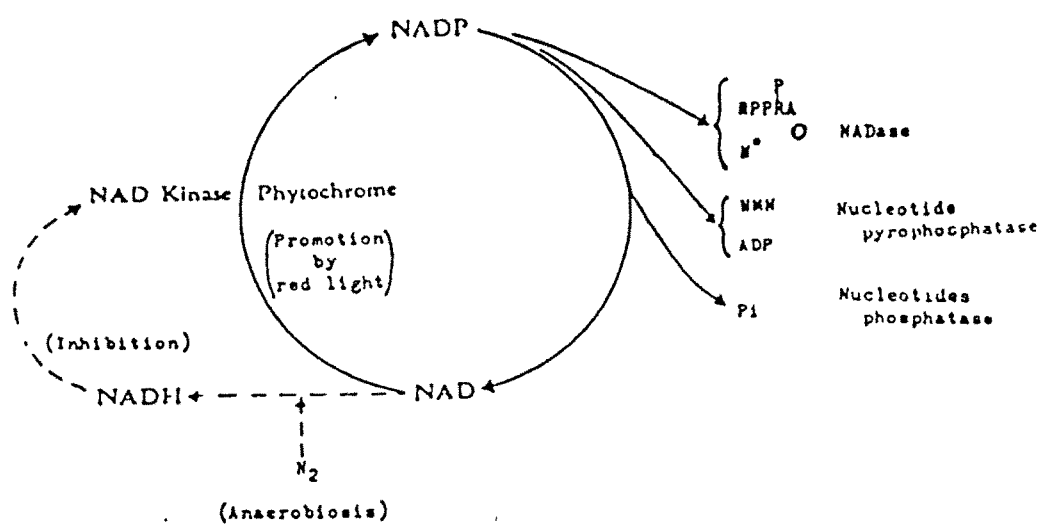 NADP
P
NPPRA
N°
O
NADase
NAD Kinase
Phytochrome
(Promotion
by
red light)
NMN
ADP
Nucleotide
pyrophosphatase
Pi
Nucleotides
phosphatase
(Inhibition)
NADH
NAD
N2
(Anaerobiosis)